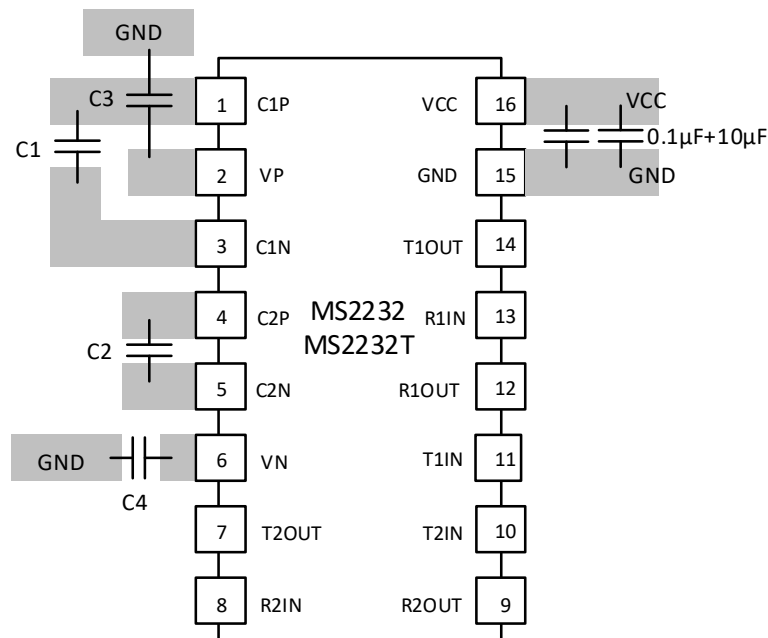 GND
C3
1
C1P
VCC
16
VCC
C1
0.1µF+10µF
2
VP
GND
15
GND
3
C1N
T1OUT
14
MS2232
MS2232T
4
C2P
R1IN
13
C2
5
C2N
R1OUT
12
GND
C4
6
VN
T1IN
11
7
T2OUT
T2IN
10
8
R2IN
R2OUT
9